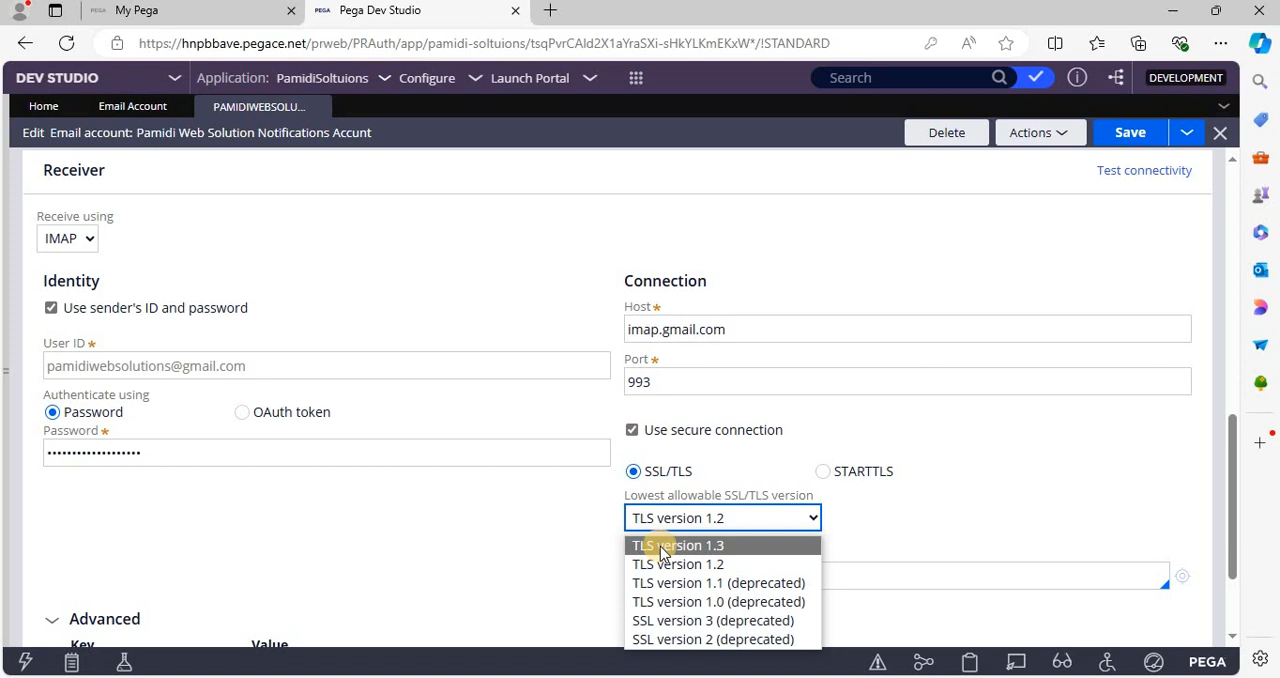 PEGA My Pega
PEGA Pega Dev Studio
https://hnpbbave.pegace.net/prweb/PRAuth/app/pamidi-soltuions/tsqPvrCAld2X1aYraSXi-sHkYLKmEKxW*/!STANDARD
DEV STUDIO Application: PamidiSoltuions Configure Launch Portal Search DEVELOPMENT
Home Email Account PAMIDIWEBSOLU...
Edit Email account: Pamidi Web Solution Notifications Accunt Delete Actions Save
Receiver Test connectivity
Receive using
IMAP
Identity Connection
Use sender's ID and password
Host*
imap.gmail.com
User ID*
pamidiwebsolutions@gmail.com
Port*
993
Authenticate using
Password OAuth token
Password*
Use secure connection
SSL/TLS STARTTLS
Lowest allowable SSL/TLS version
TLS version 1.2
TLS version 1.3
TLS version 1.2
TLS version 1.1 (deprecated)
TLS version 1.0 (deprecated)
SSL version 3 (deprecated)
SSL version 2 (deprecated)
Advanced
Key Value
PEGA